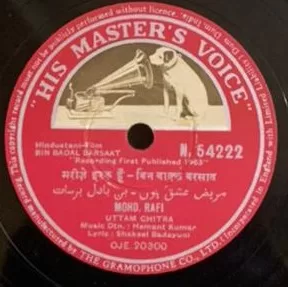 "HIS MASTER'S VOICE"
Hindustani-Film
BIN BADAL BARSAAT
"Recording First Published 1963"
N. 54222
मरीज़े इश्क़ हूँ - बिन बादल बरसात
مریض عشق ہوں - بن بادل برسات
MOHD. RAFI
UTTAM CHITRA
Music Dtn. : Hemant Kumar
Lyric : Shakeel Badayuni
OJE. 20300
THE GRAMOPHONE CO., LTD.